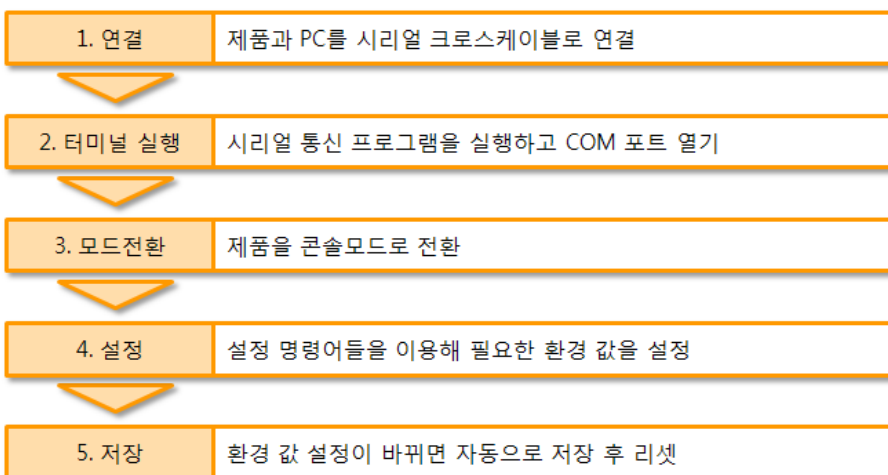 1. 연결 제품과 PC를 시리얼 크로스케이블로 연결
2. 터미널 실행 시리얼 통신 프로그램을 실행하고 COM 포트 열기
3. 모드전환 제품을 콘솔모드로 전환
4. 설정 설정 명령어들을 이용해 필요한 환경 값을 설정
5. 저장 환경 값 설정이 바뀌면 자동으로 저장 후 리셋